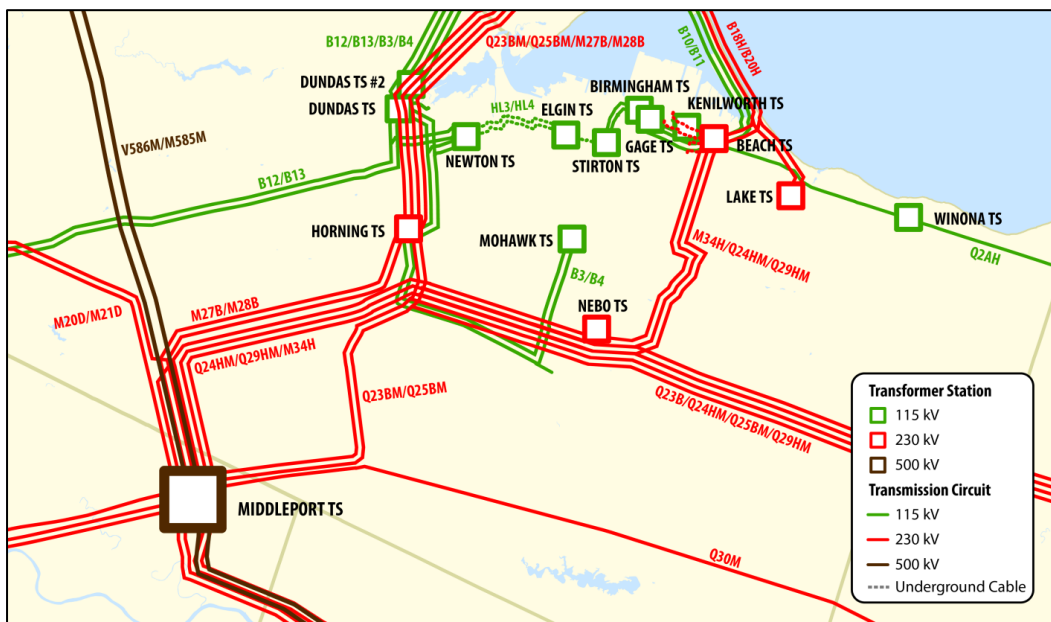 B12/B13/B3/B4
Q23BM/Q25BM/M27B/M28B
B10/B11
B18H/B20H
DUNDAS TS #2
DUNDAS TS
HL3/HL4
ELGIN TS
BIRMINGHAM TS
KENILWORTH TS
NEWTON TS
STIRTON TS
GAGE TS
BEACH TS
V586M/M585M
B12/B13
LAKE TS
WINONA TS
HORNING TS
MOHAWK TS
Q2AH
B3/B4
M34H/Q24HM/Q29HM
M20D/M21D
M27B/M28B
NEBO TS
Q24HM/Q29HM/M34H
Q23BM/Q25BM
Q23B/Q24HM/Q25BM/Q29HM
MIDDLEPORT TS
Q30M
Transformer Station
115 kV
230 kV
500 kV
Transmission Circuit
115 kV
230 kV
500 kV
Underground Cable